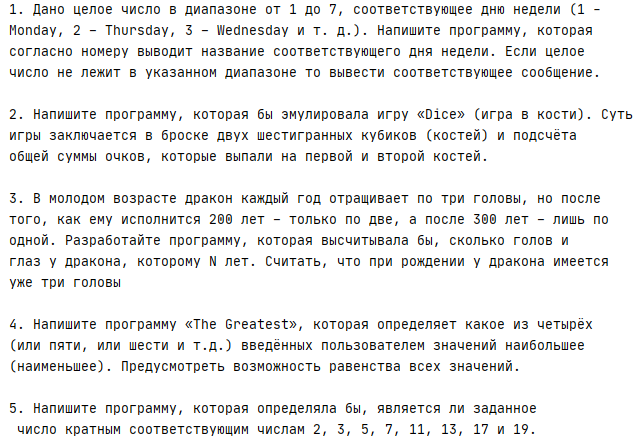 1. Дано целое число в диапазоне от 1 до 7, соответствующее дню недели (1 –
Monday, 2 – Thursday, 3 – Wednesday и т. д.). Напишите программу, которая
согласно номеру выводит название соответствующего дня недели. Если целое
число не лежит в указанном диапазоне то вывести соответствующее сообщение.
2. Напишите программу, которая бы эмулировала игру «Dice» (игра в кости). Суть
игры заключается в броске двух шестигранных кубиков (костей) и подсчёта
общей суммы очков, которые выпали на первой и второй костей.
3. В молодом возрасте дракон каждый год отращивает по три головы, но после
того, как ему исполнится 200 лет – только по две, а после 300 лет – лишь по
одной. Разработайте программу, которая высчитывала бы, сколько голов и
глаз у дракона, которому N лет. Считать, что при рождении у дракона имеется
уже три головы
4. Напишите программу «The Greatest», которая определяет какое из четырёх
(или пяти, или шести и т.д.) введённых пользователем значений наибольшее
(наименьшее). Предусмотреть возможность равенства всех значений.
5. Напишите программу, которая определяла бы, является ли заданное
число кратным соответствующим числам 2, 3, 5, 7, 11, 13, 17 и 19.